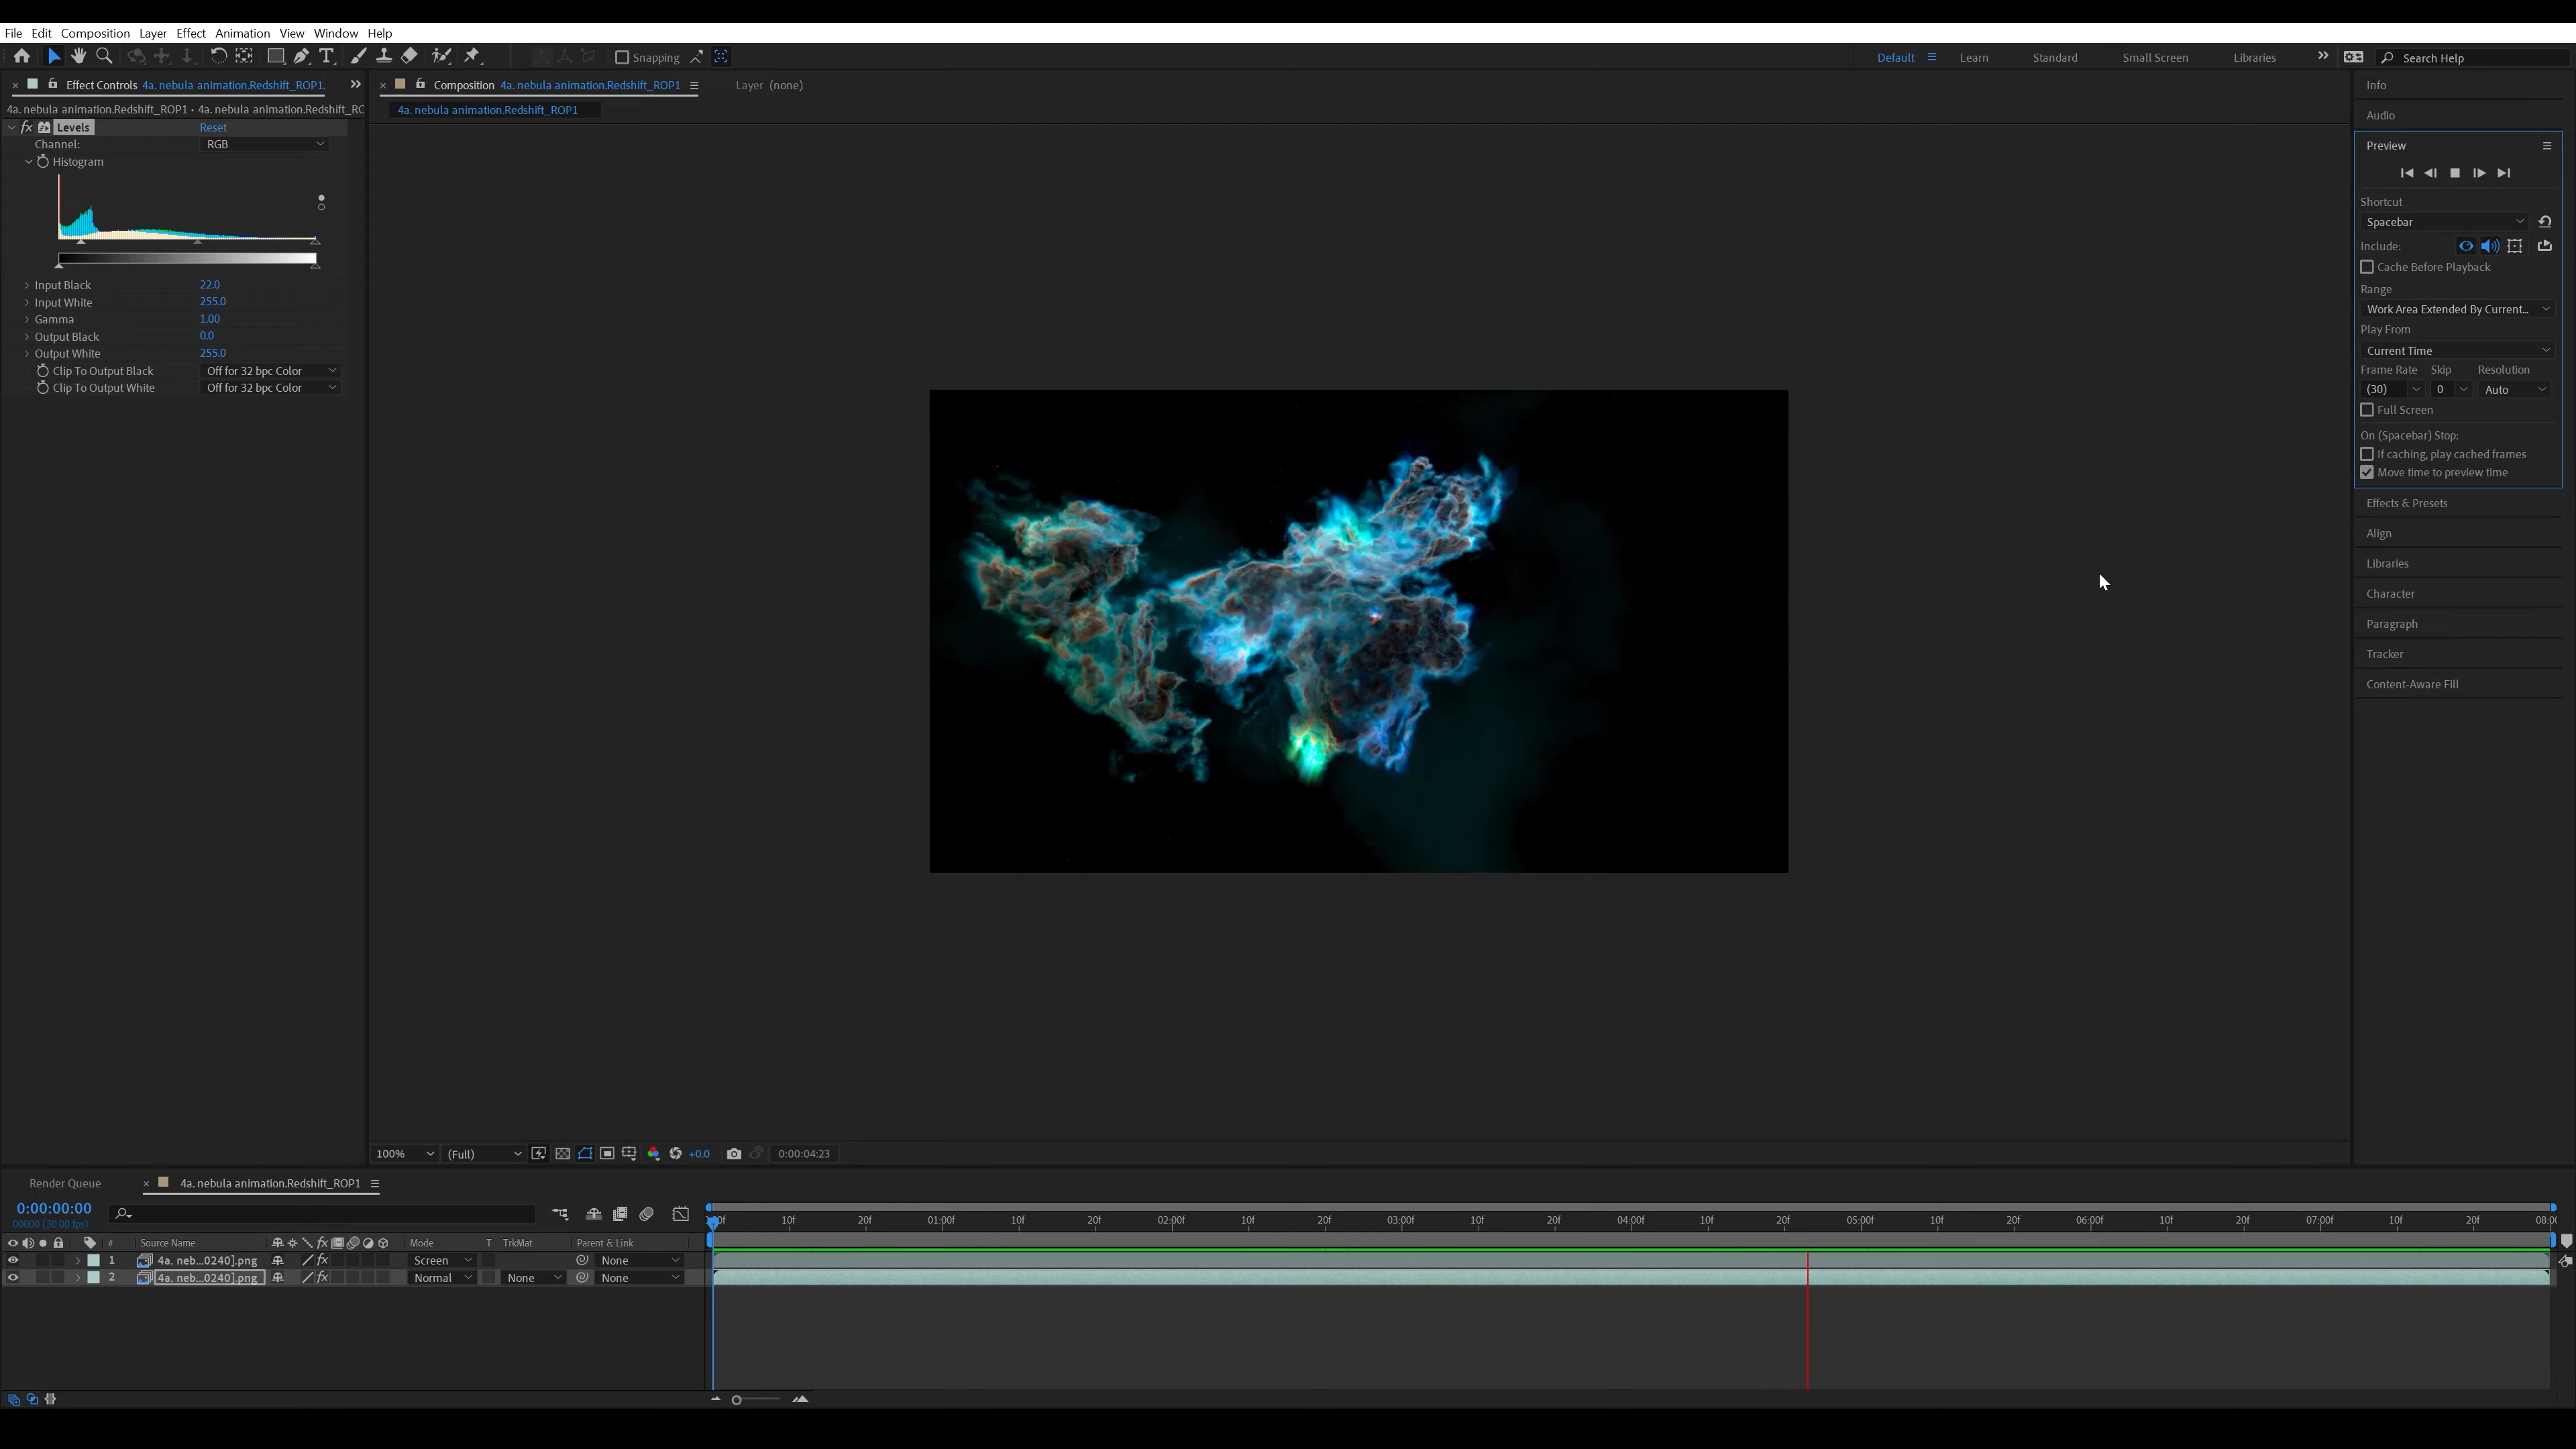 File Edit Composition Layer Effect Animation View Window Help
Snapping
Default Learn Standard Small Screen Libraries Search Help
Effect Controls 4a. nebula animation.Redshift_ROP1.
4a. nebula animation.Redshift_ROP1 • 4a. nebula animation.Redshift_RO
fx Levels Reset
Channel: RGB
Histogram
Input Black 22.0
Input White 255.0
Gamma 1.00
Output Black 0.0
Output White 255.0
Clip To Output Black Off for 32 bpc Color
Clip To Output White Off for 32 bpc Color
Composition 4a. nebula animation.Redshift_ROP1 Layer (none)
4a. nebula animation.Redshift_ROP1
100% (Full) +0.0 0:00:04:23
Info
Audio
Preview
Shortcut
Spacebar
Include:
Cache Before Playback
Range
Work Area Extended By Current...
Play From
Current Time
Frame Rate Skip Resolution
(30) 0 Auto
Full Screen
On (Spacebar) Stop:
If caching, play cached frames
Move time to preview time
Effects & Presets
Align
Libraries
Character
Paragraph
Tracker
Content-Aware Fill
Render Queue 4a. nebula animation.Redshift_ROP1
0:00:00:00
00000 (30.00 fps)
10f 20f 01:00f 10f 20f 02:00f 10f 20f 03:00f 10f 20f 04:00f 10f 20f 05:00f 10f 20f 06:00f 10f 20f 07:00f 10f 20f 08:00
# Source Name fx Mode T TrkMat Parent & Link
1 4a. neb...0240].png fx Screen None
2 4a. neb...0240].png fx Normal None None